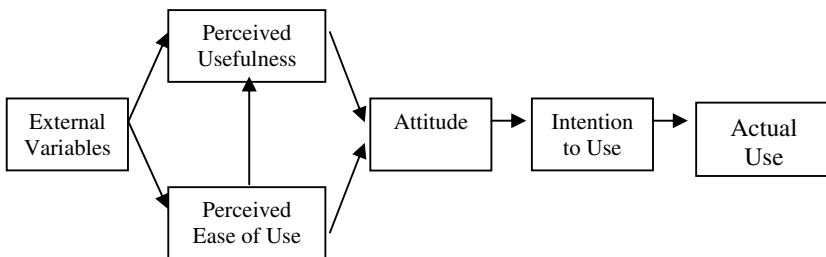 Perceived
Usefulness
External
Variables
Attitude
Intention
to Use
Actual
Use
Perceived
Ease of Use